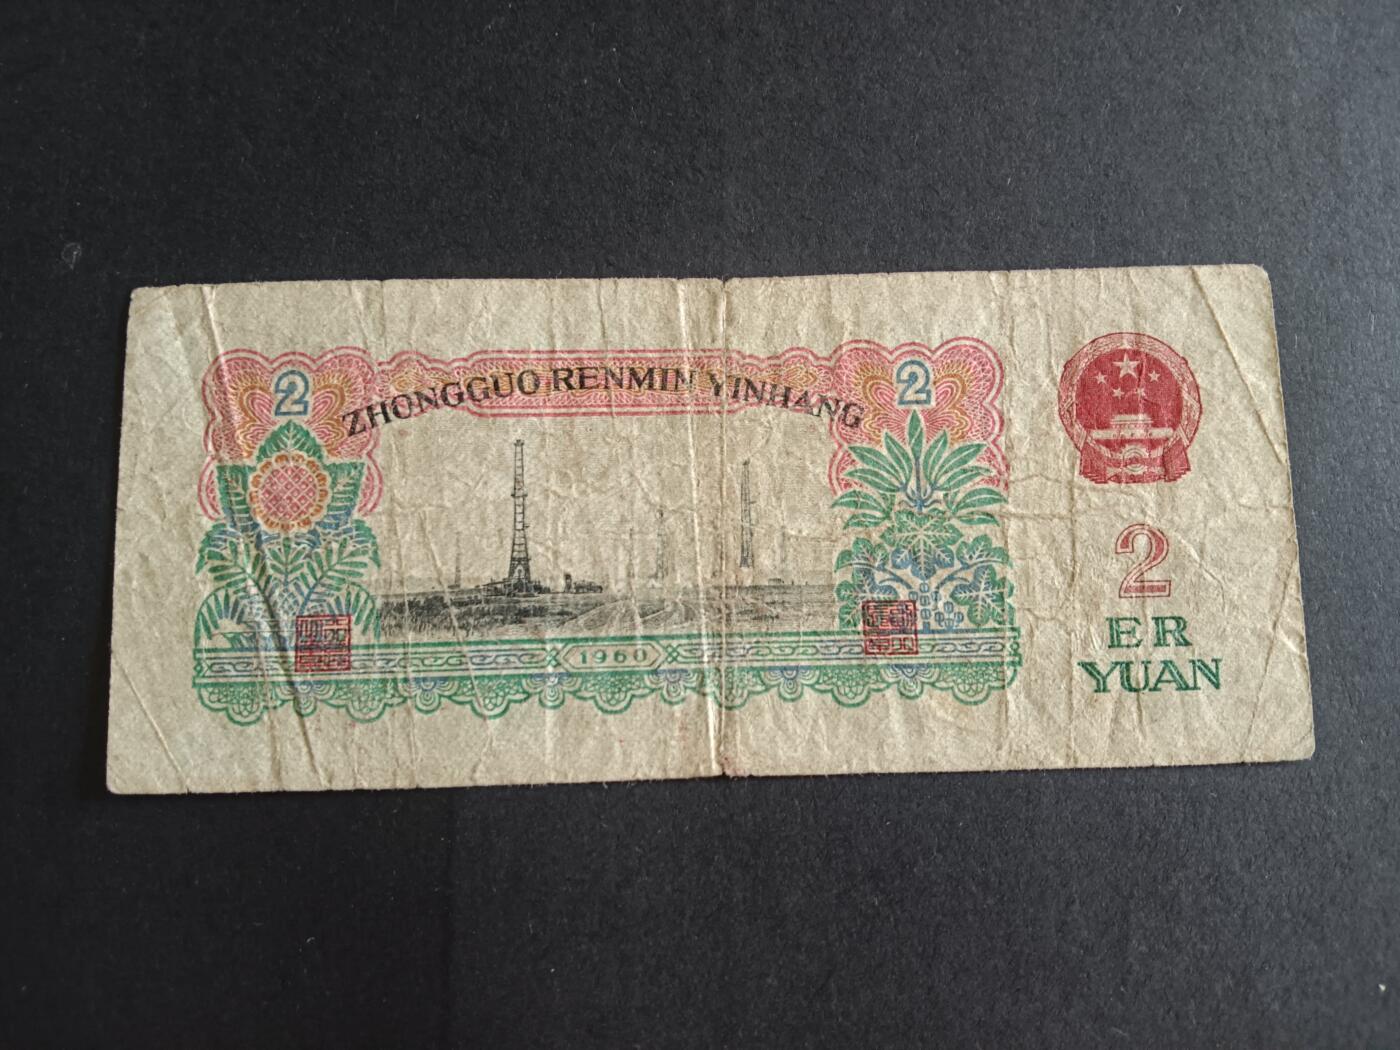 2
ZHONGGUO RENMIN YINHANG
2
1960
2
ER
YUAN